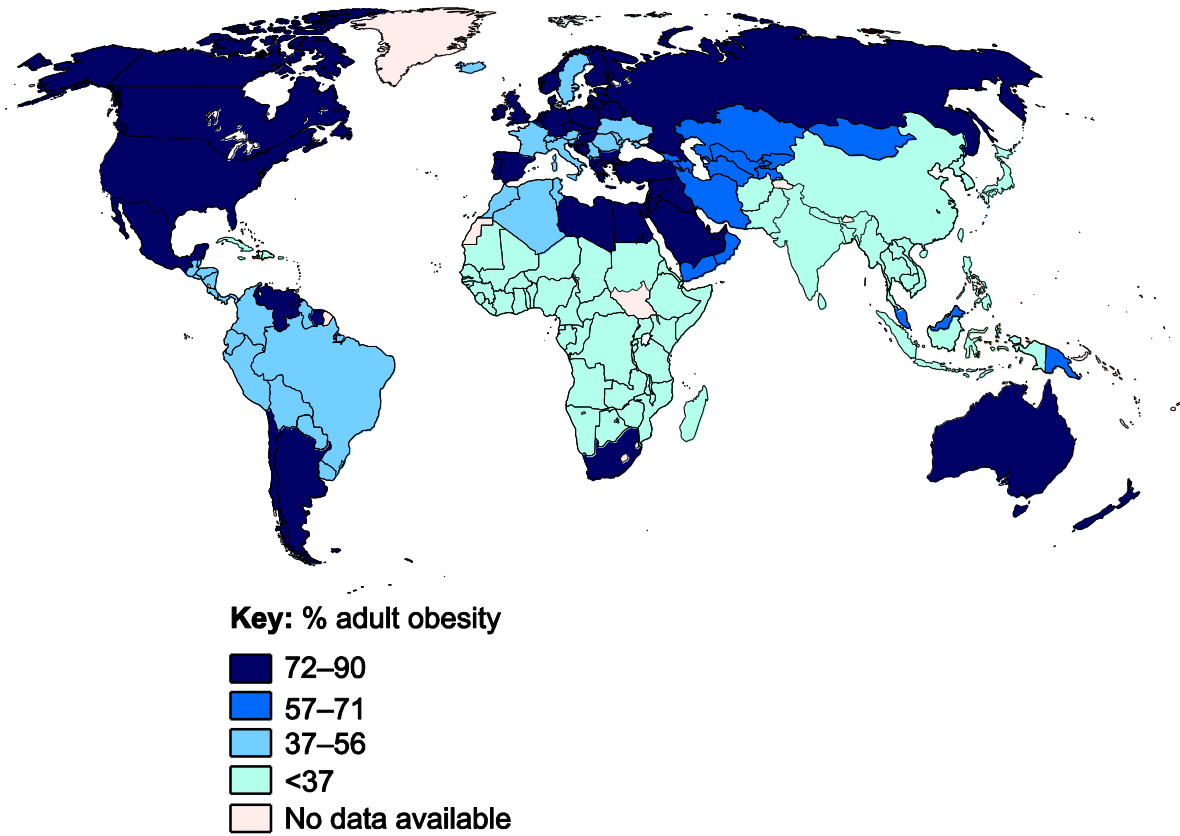 Key: % adult obesity
72–90
57–71
37–56
<37
No data available